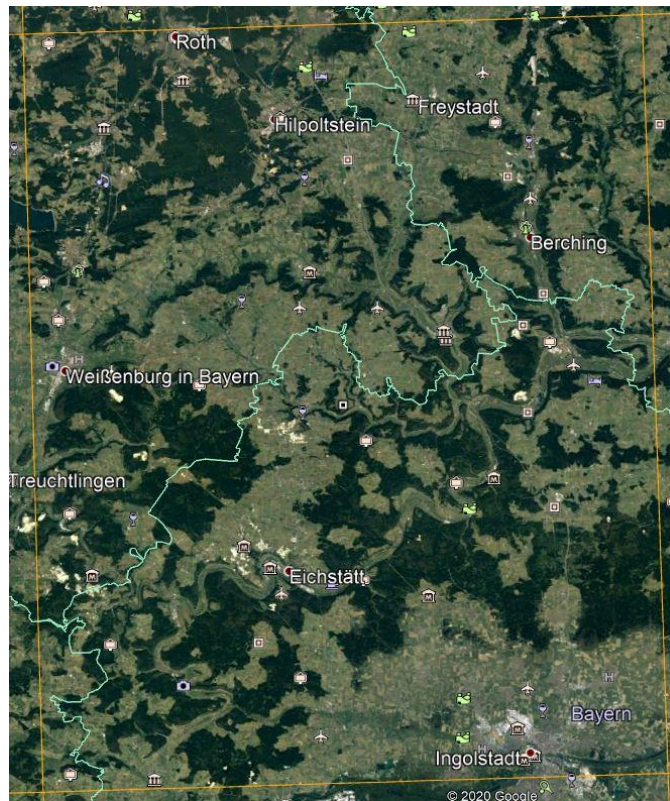 Roth
Freystadt
Hilpoltstein
Berching
Weißenburg in Bayern
Treuchtlingen
Eichstätt
Bayern
Ingolstadt
© 2020 Google